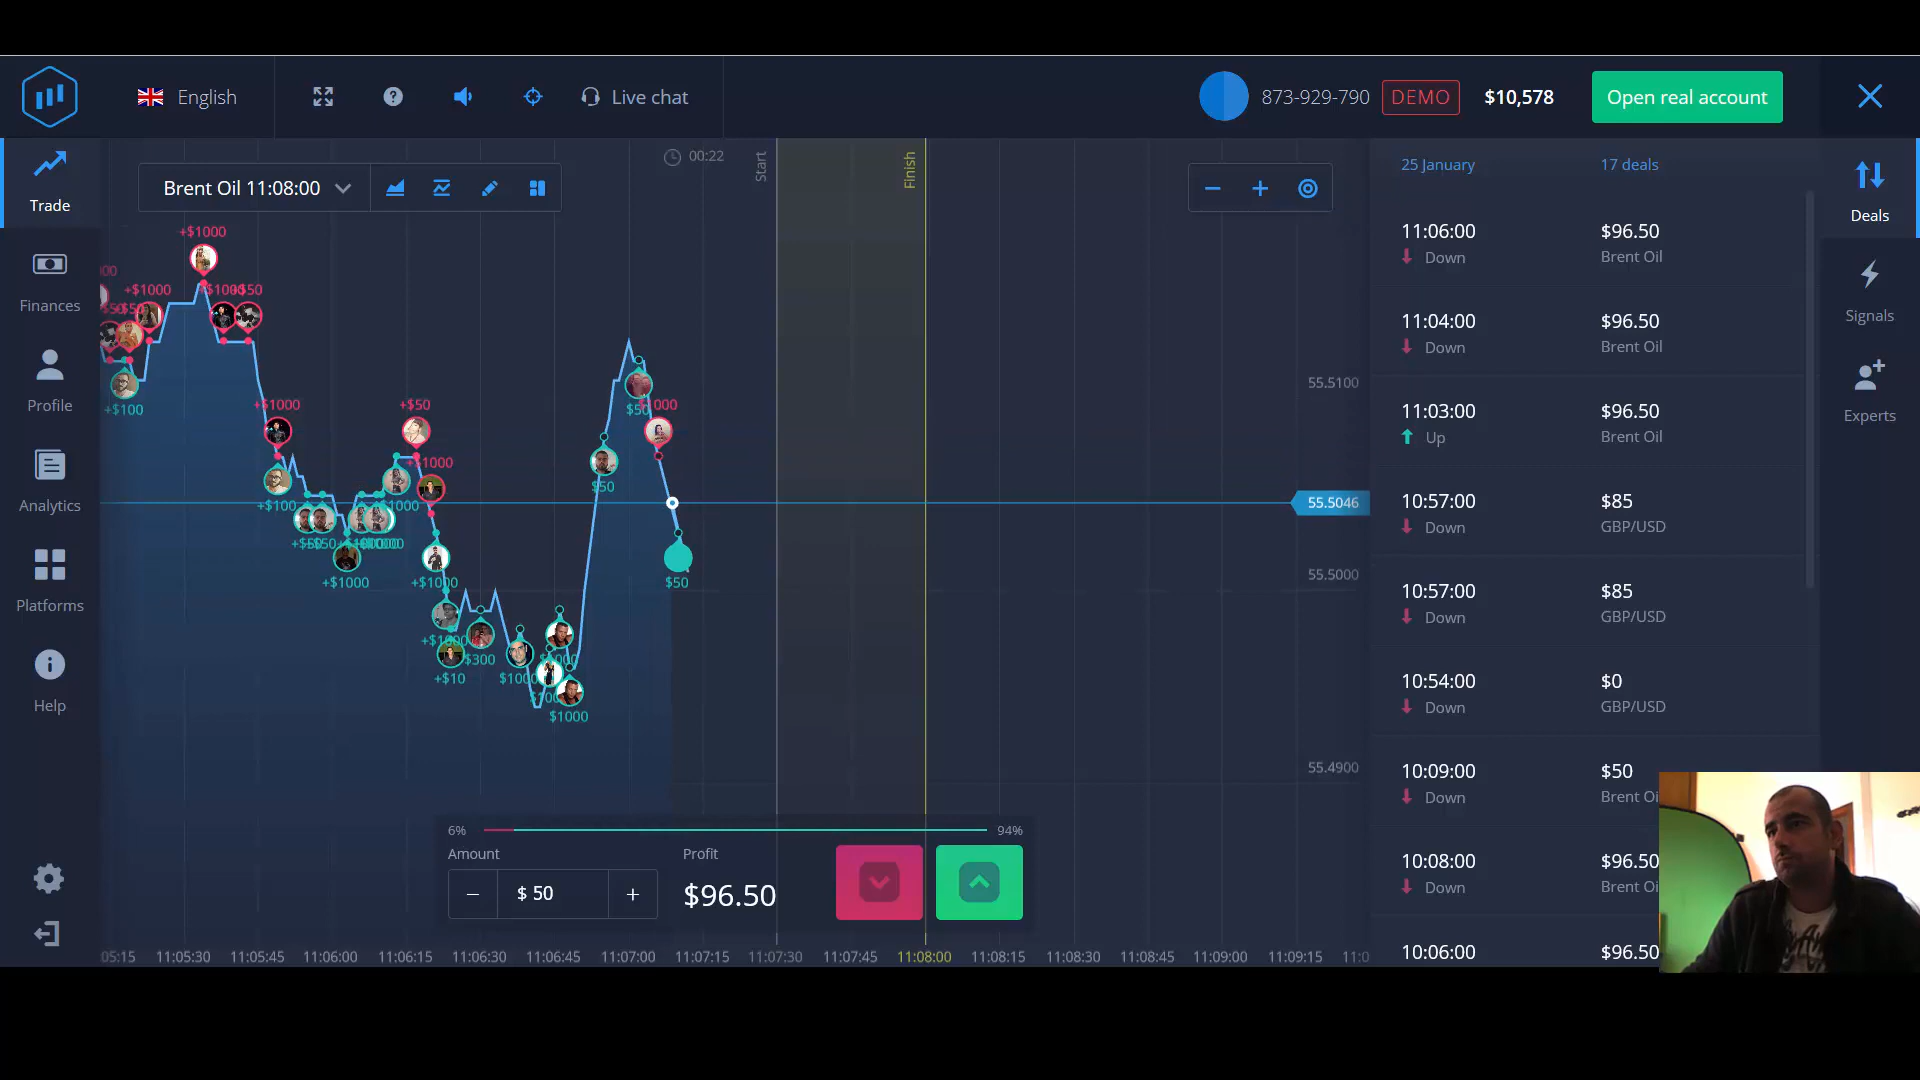 English
Live chat
873-929-790
DEMO
$10,578
Open real account
Trade
Finances
Profile
Analytics
Platforms
Help
Brent Oil 11:08:00
00:22
Start
Finish
+$1000
+$1000
+$50
+$100
+$1000
+$100
+$50
+$1000
+$1000
+$1000
+$10
$300
$1000
$1000
$50
$50
$50
55.5100
55.5046
55.5000
55.4900
6%
94%
Amount
Profit
$ 50
$96.50
05:15
11:05:30
11:05:45
11:06:00
11:06:15
11:06:30
11:06:45
11:07:00
11:07:15
11:07:30
11:07:45
11:08:00
11:08:15
11:08:30
11:08:45
11:09:00
11:09:15
11:0
25 January
17 deals
11:06:00 $96.50
Down Brent Oil
11:04:00 $96.50
Down Brent Oil
11:03:00 $96.50
Up Brent Oil
10:57:00 $85
Down GBP/USD
10:57:00 $85
Down GBP/USD
10:54:00 $0
Down GBP/USD
10:09:00 $50
Down Brent Oi
10:08:00 $96.50
Down Brent Oi
10:06:00 $96.50
Deals
Signals
Experts